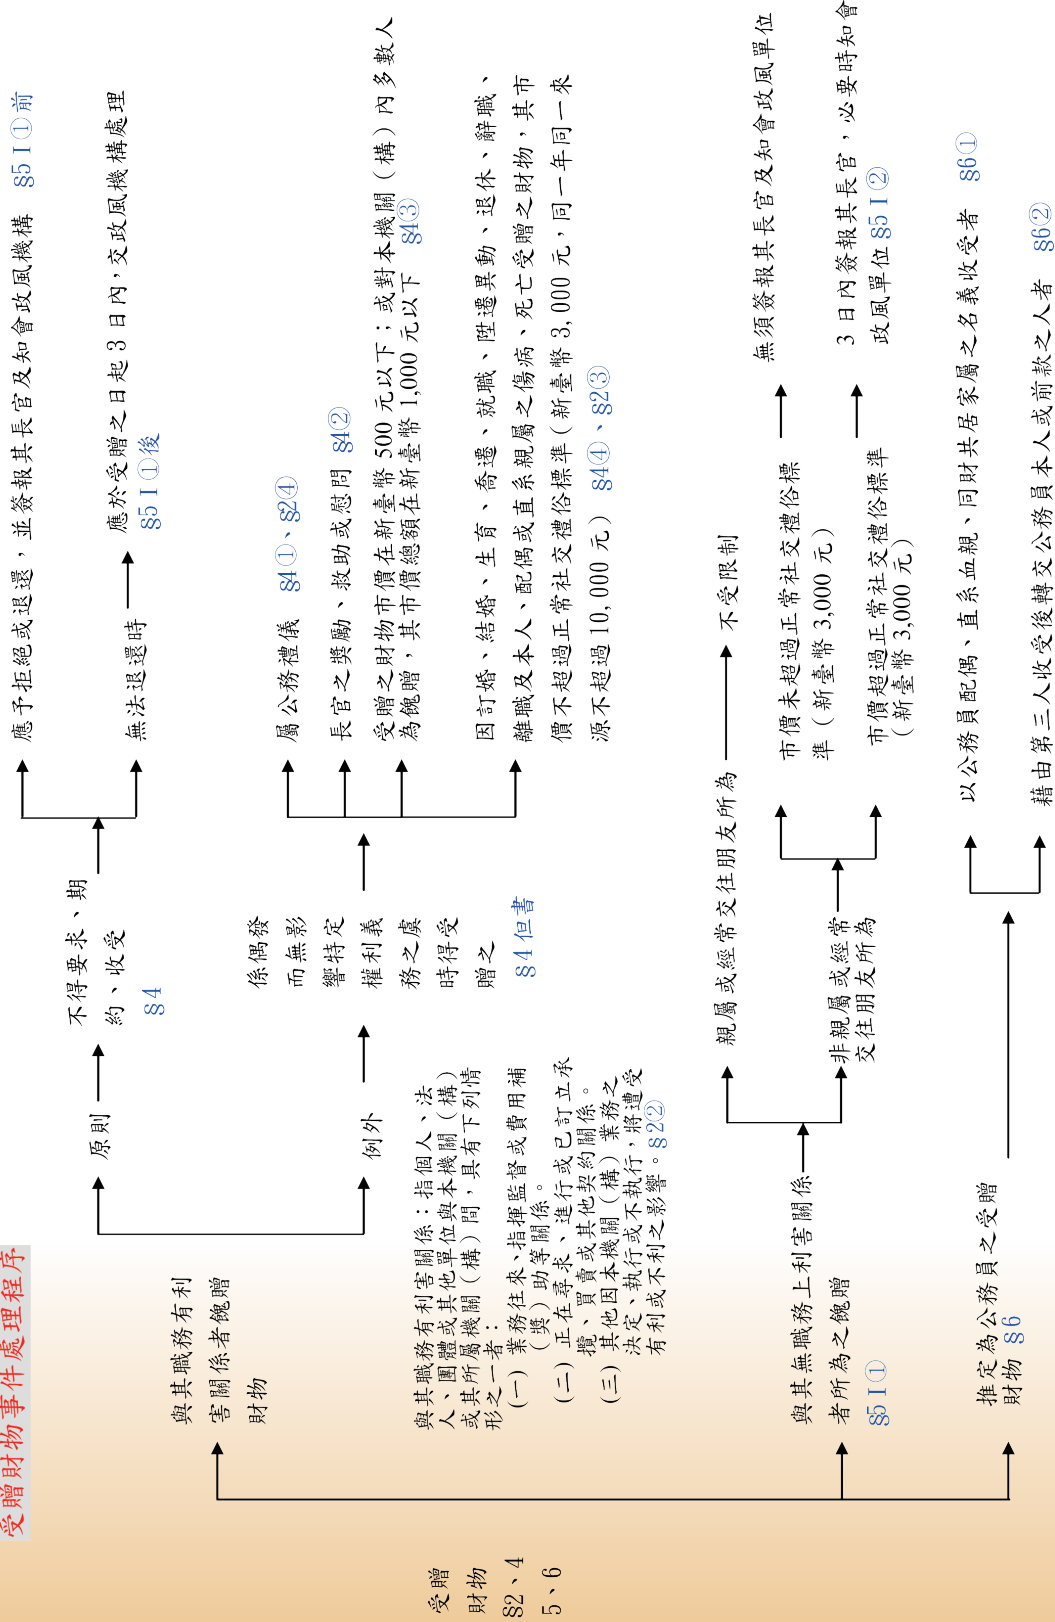 受贈財物事件處理程序
受贈
財物
§2、4
5、6
與其職務有利
害關係者餽贈
財物
原則
不得要求、期
約、收受
§4
應予拒絕或退還，並簽報其長官及知會政風機構 §5Ⅰ①前
無法退還時
應於受贈之日起3日內，交政風機構處理
§5Ⅰ①後
例外
係偶發
而無影
響特定
權利義
務之虞
時得受
贈之
§4但書
屬公務禮儀 §4①、§2④
長官之獎勵、救助或慰問 §4②
受贈之財物市價在新臺幣500元以下；或對本機關（構）內多數人
為餽贈，其市價總額在新臺幣1,000元以下 §4③
因訂婚、結婚、生育、喬遷、就職、陞遷異動、退休、辭職、
離職及本人、配偶或直系親屬之傷病、死亡受贈之財物，其市
價不超過正常社交禮俗標準（新臺幣3,000元，同一年同一來
源不超過10,000元） §4④、§2③
與其職務有利害關係：指個人、法
人、團體或其他單位與本機關（構）
或其所屬機關（構）間，具有下列情
形之一者：
(一) 業務往來、指揮監督或費用補
（獎）助等關係。
(二) 正在尋求、進行或已訂立承
攬、買賣或其他契約關係。
(三) 其他因本機關（構）業務之
決定、執行或不執行，將遭受
有利或不利之影響。§2②
與其無職務上利害關係
者所為之餽贈
§5Ⅰ①
親屬或經常交往朋友所為
不受限制
非親屬或經常
交往朋友所為
市價未超過正常社交禮俗標
準（新臺幣3,000元）
無須簽報其長官及知會政風單位
市價超過正常社交禮俗標準
（新臺幣3,000元）
3日內簽報其長官，必要時知會
政風單位§5Ⅰ②
推定為公務員之受贈
財物 §6
以公務員配偶、直系血親、同財共居家屬之名義收受者 §6①
藉由第三人收受後轉交公務員本人或前款之人者 §6②